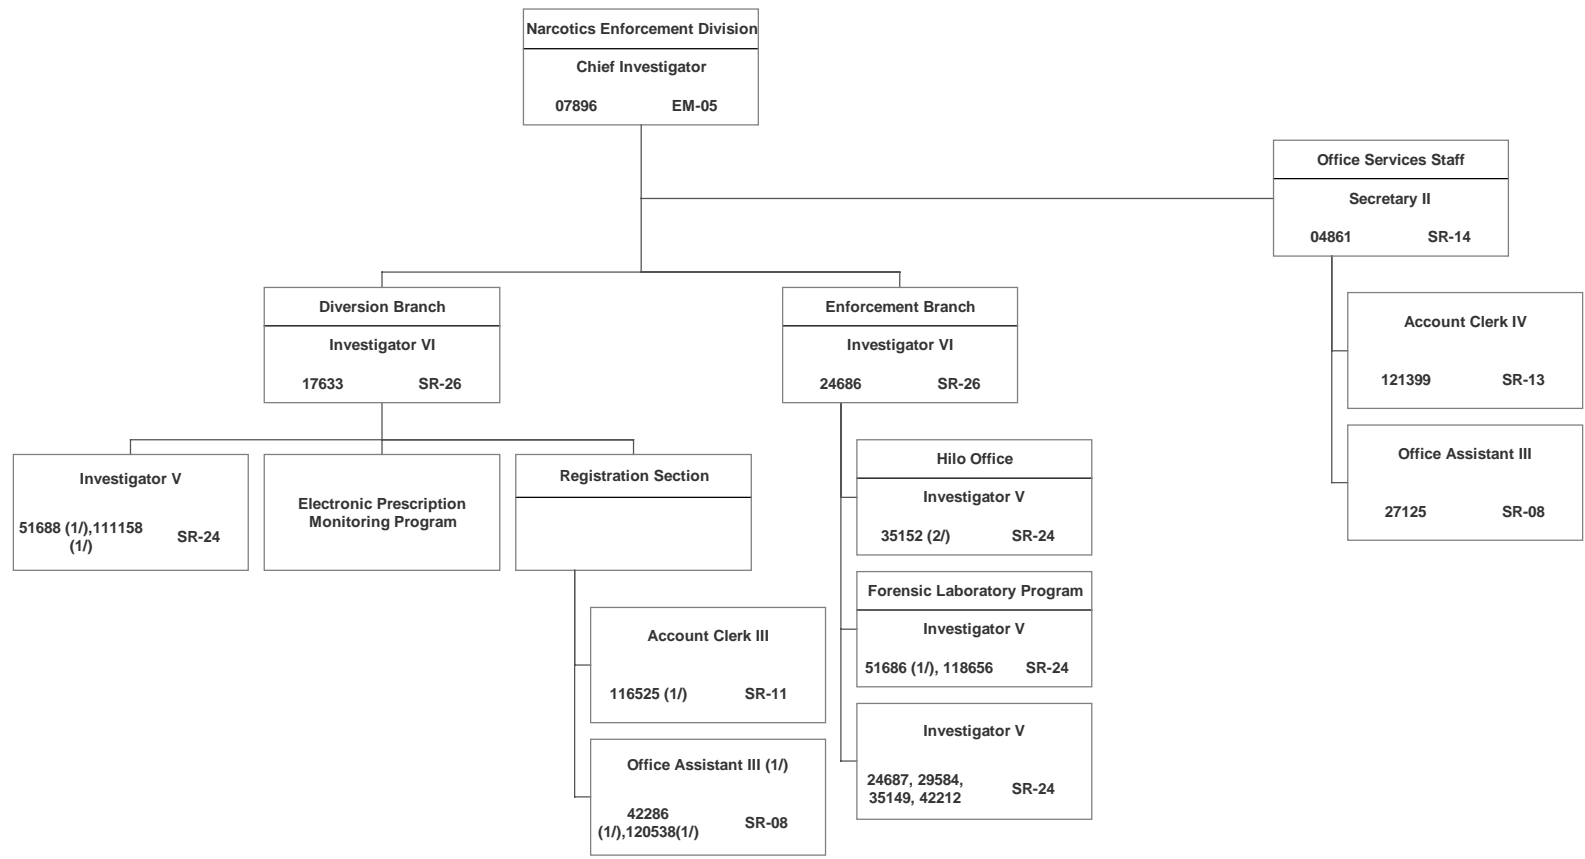 Narcotics Enforcement Division
Chief Investigator
07896 EM-05
Office Services Staff
Secretary II
04861 SR-14
Account Clerk IV
121399 SR-13
Office Assistant III
27125 SR-08
Diversion Branch
Investigator VI
17633 SR-26
Investigator V
51688 (1/),111158
(1/)
SR-24
Electronic Prescription
Monitoring Program
Registration Section
Account Clerk III
116525 (1/) SR-11
Office Assistant III (1/)
42286
(1/),120538(1/)
SR-08
Enforcement Branch
Investigator VI
24686 SR-26
Hilo Office
Investigator V
35152 (2/) SR-24
Forensic Laboratory Program
Investigator V
51686 (1/), 118656 SR-24
Investigator V
24687, 29584,
35149, 42212
SR-24